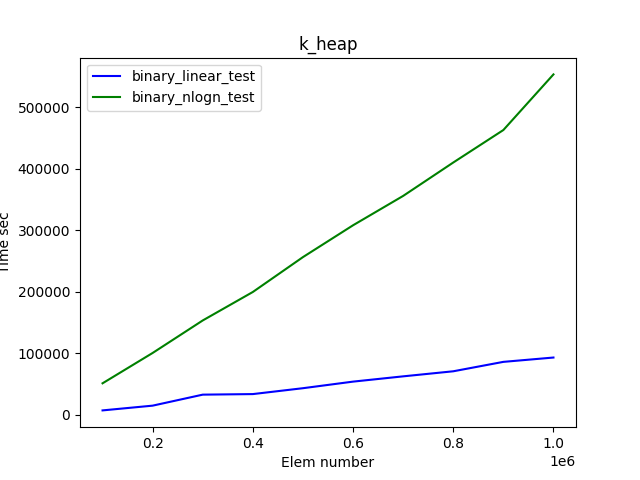 k_heap
binary_linear_test
binary_nlogn_test
500000
400000
300000
200000
100000
0
Time sec
0.2
0.4
0.6
0.8
1.0
1e6
Elem number